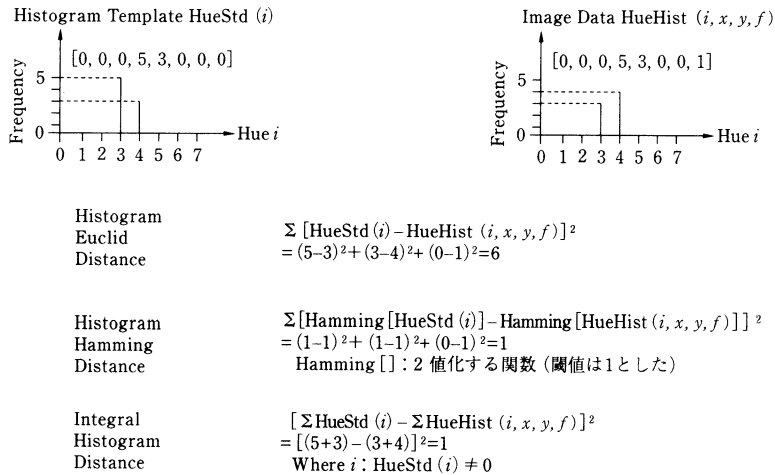 Histogram Template HueStd (i)
[0, 0, 0, 5, 3, 0, 0, 0]
Frequency
5
0
0 1 2 3 4 5 6 7
Hue i
Image Data HueHist (i, x, y, f)
[0, 0, 0, 5, 3, 0, 0, 1]
Frequency
5
0
0 1 2 3 4 5 6 7
Hue i
Histogram
Euclid
Distance
Σ [HueStd (i)–HueHist (i, x, y, f)]²
= (5–3)²+(3–4)²+ (0–1)²=6
Histogram
Hamming
Distance
Σ[Hamming[HueStd (i)]–Hamming[HueHist (i, x, y, f)]]²
= (1–1)²+ (1–1)²+ (0–1)²=1
Hamming [ ] : 2 値化する関数 (閾値は1とした)
Integral
Histogram
Distance
[ΣHueStd (i) – ΣHueHist (i, x, y, f)]²
= [(5+3)–(3+4)]²=1
Where i : HueStd (i) ≠ 0